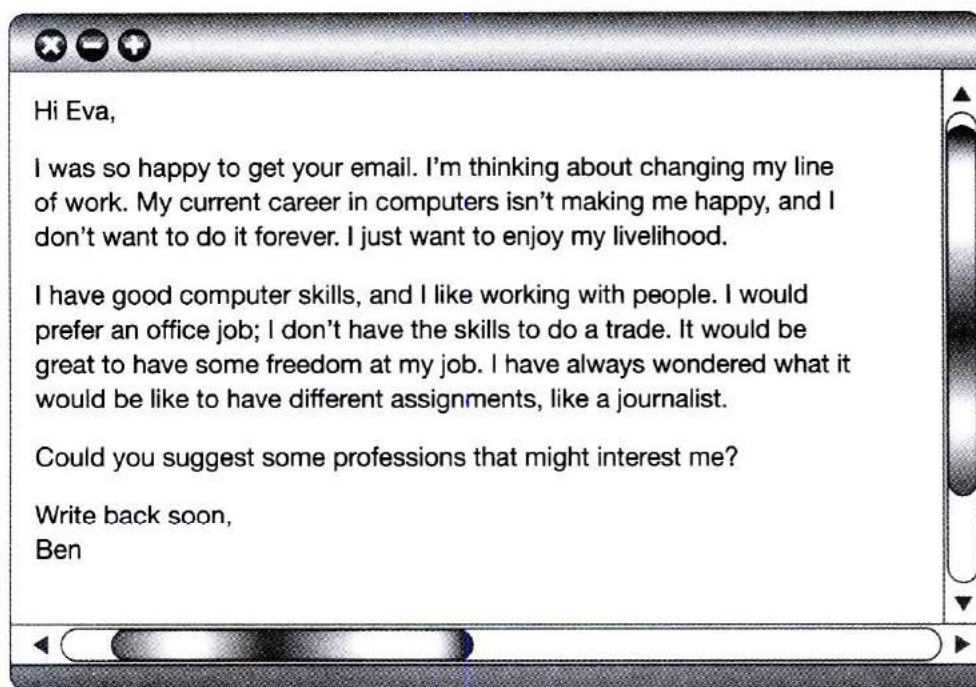 Hi Eva,
I was so happy to get your email. I'm thinking about changing my line
of work. My current career in computers isn't making me happy, and I
don't want to do it forever. I just want to enjoy my livelihood.
I have good computer skills, and I like working with people. I would
prefer an office job; I don't have the skills to do a trade. It would be
great to have some freedom at my job. I have always wondered what it
would be like to have different assignments, like a journalist.
Could you suggest some professions that might interest me?
Write back soon,
Ben